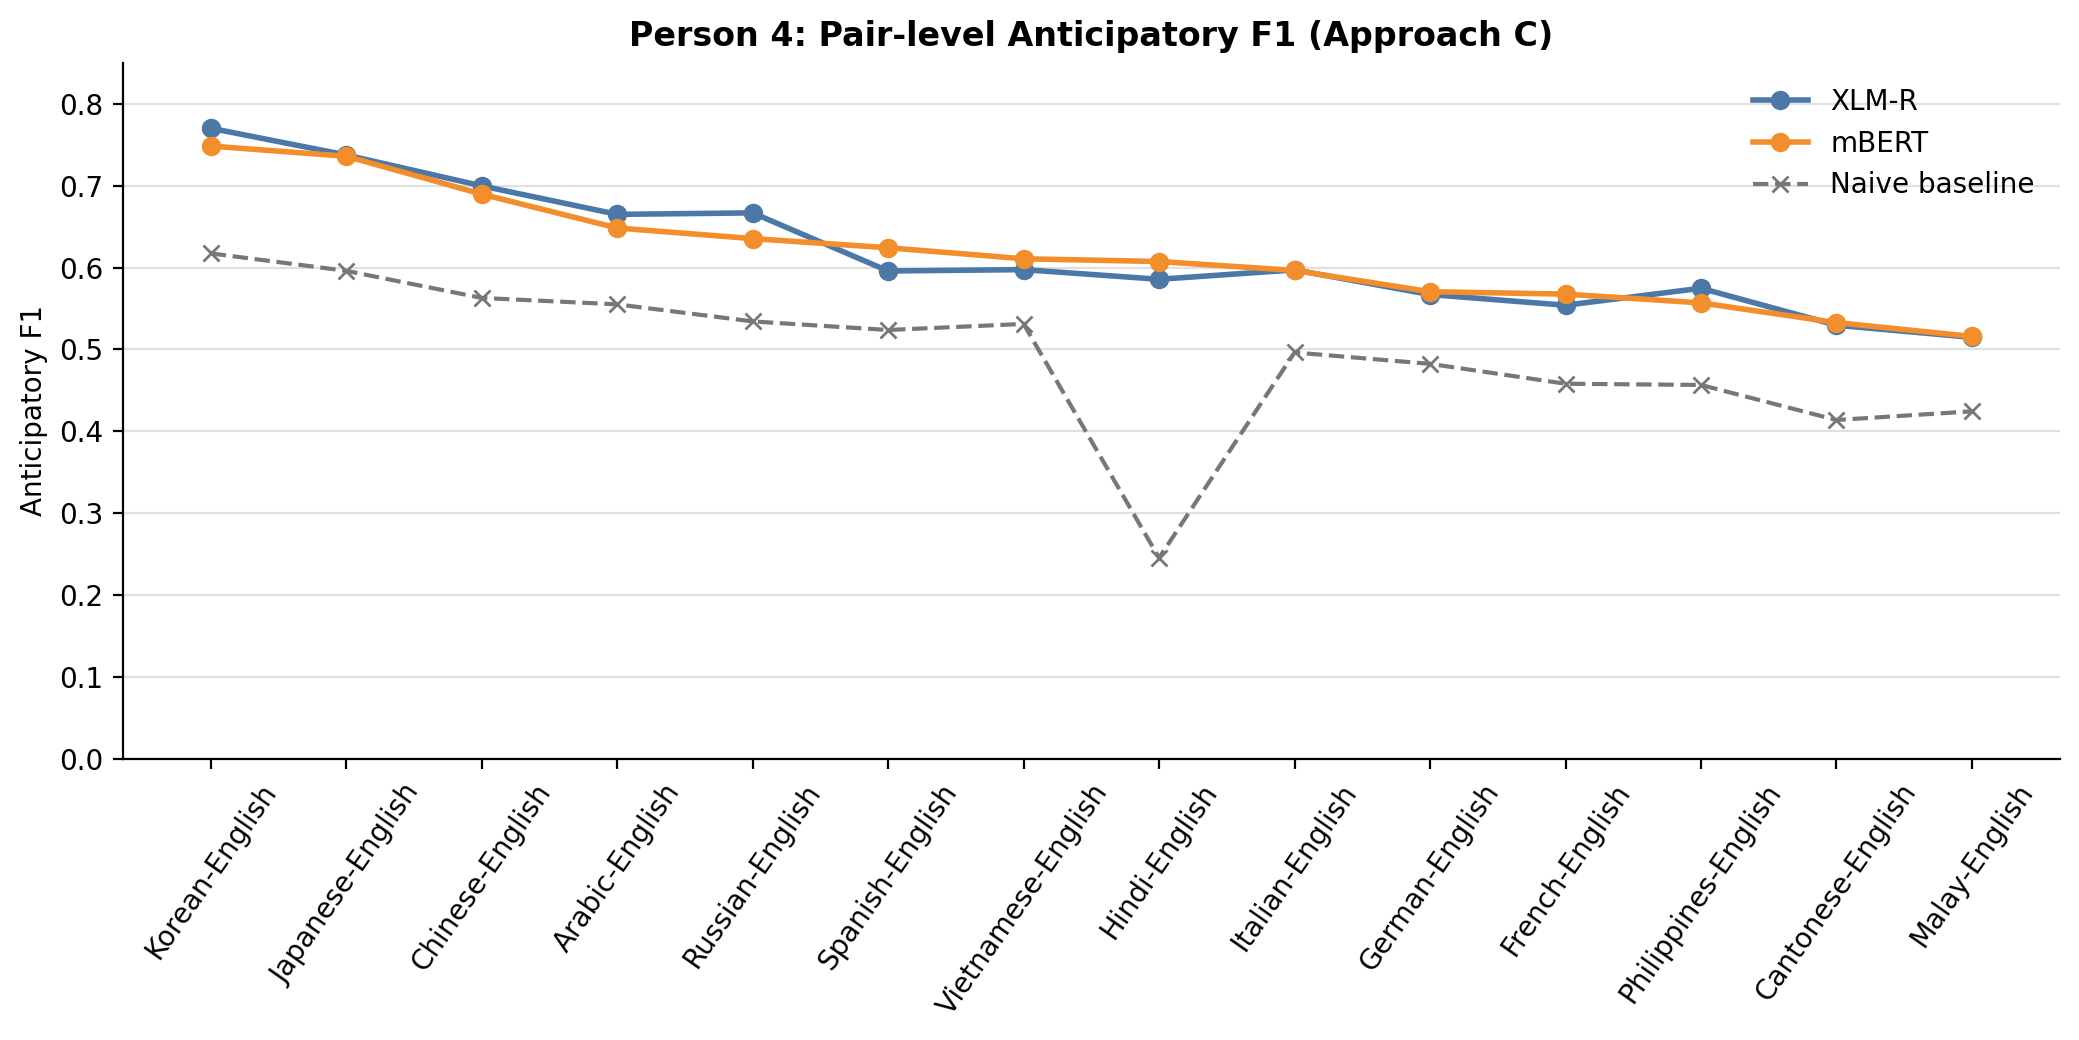 Person 4: Pair-level Anticipatory F1 (Approach C)
XLM-R
mBERT
Naive baseline
Anticipatory F1
0.8
0.7
0.6
0.5
0.4
0.3
0.2
0.1
0.0
Korean-English
Japanese-English
Chinese-English
Arabic-English
Russian-English
Spanish-English
Vietnamese-English
Hindi-English
Italian-English
German-English
French-English
Philippines-English
Cantonese-English
Malay-English